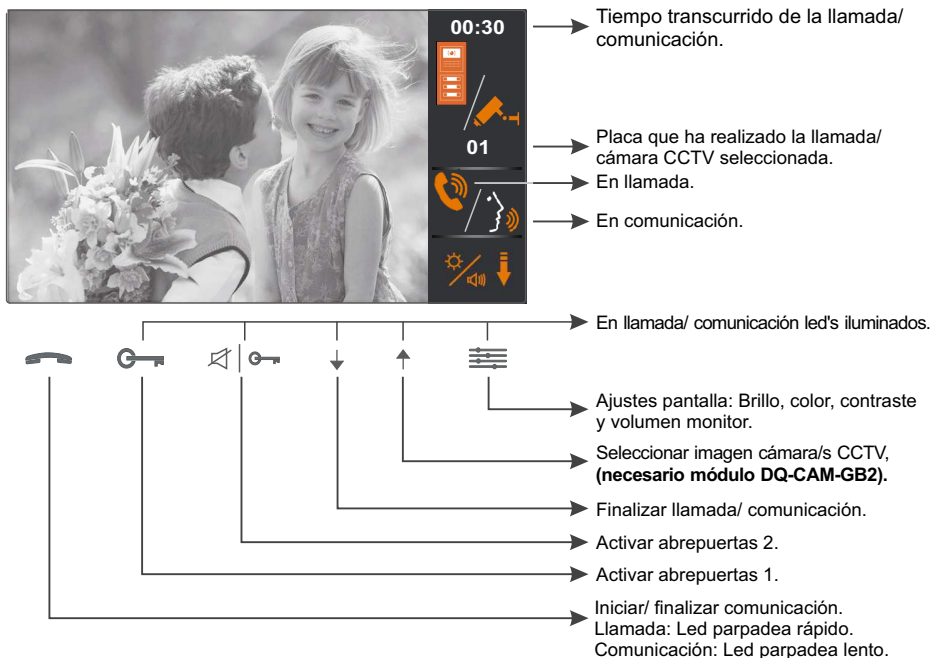 00:30
Tiempo transcurrido de la llamada/
comunicación.
01
Placa que ha realizado la llamada/
cámara CCTV seleccionada.
En llamada.
En comunicación.
En llamada/ comunicación led's iluminados.
Ajustes pantalla: Brillo, color, contraste
y volumen monitor.
Seleccionar imagen cámara/s CCTV,
(necesario módulo DQ-CAM-GB2).
Finalizar llamada/ comunicación.
Activar abrepuertas 2.
Activar abrepuertas 1.
Iniciar/ finalizar comunicación.
Llamada: Led parpadea rápido.
Comunicación: Led parpadea lento.